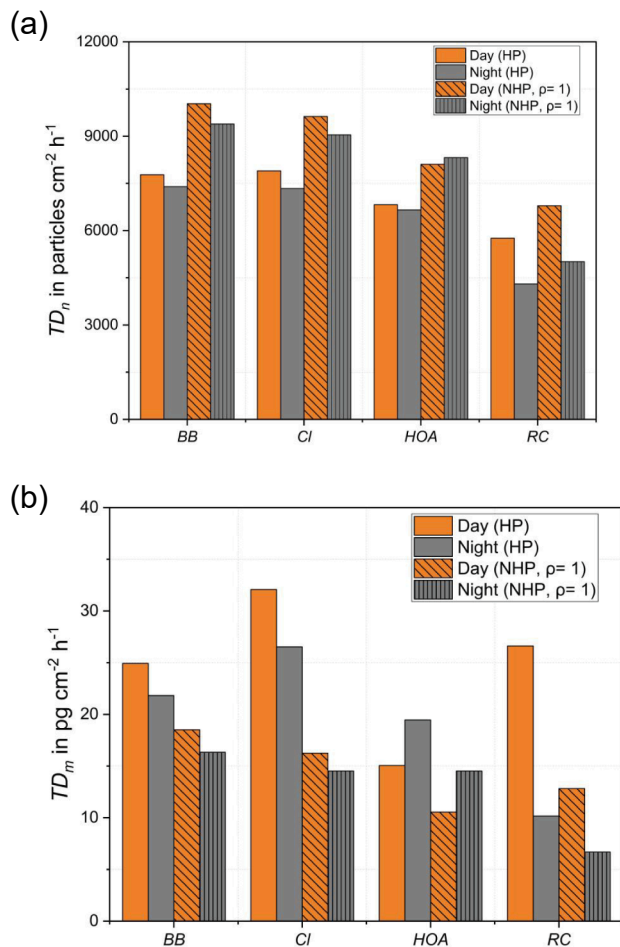 (a)
12000
9000
6000
3000
0
TDn in particles cm⁻² h⁻¹
Day (HP)
Night (HP)
Day (NHP, ρ= 1)
Night (NHP, ρ= 1)
BB
Cl
HOA
RC
(b)
40
30
20
10
0
TDm in pg cm⁻² h⁻¹
Day (HP)
Night (HP)
Day (NHP, ρ= 1)
Night (NHP, ρ= 1)
BB
Cl
HOA
RC